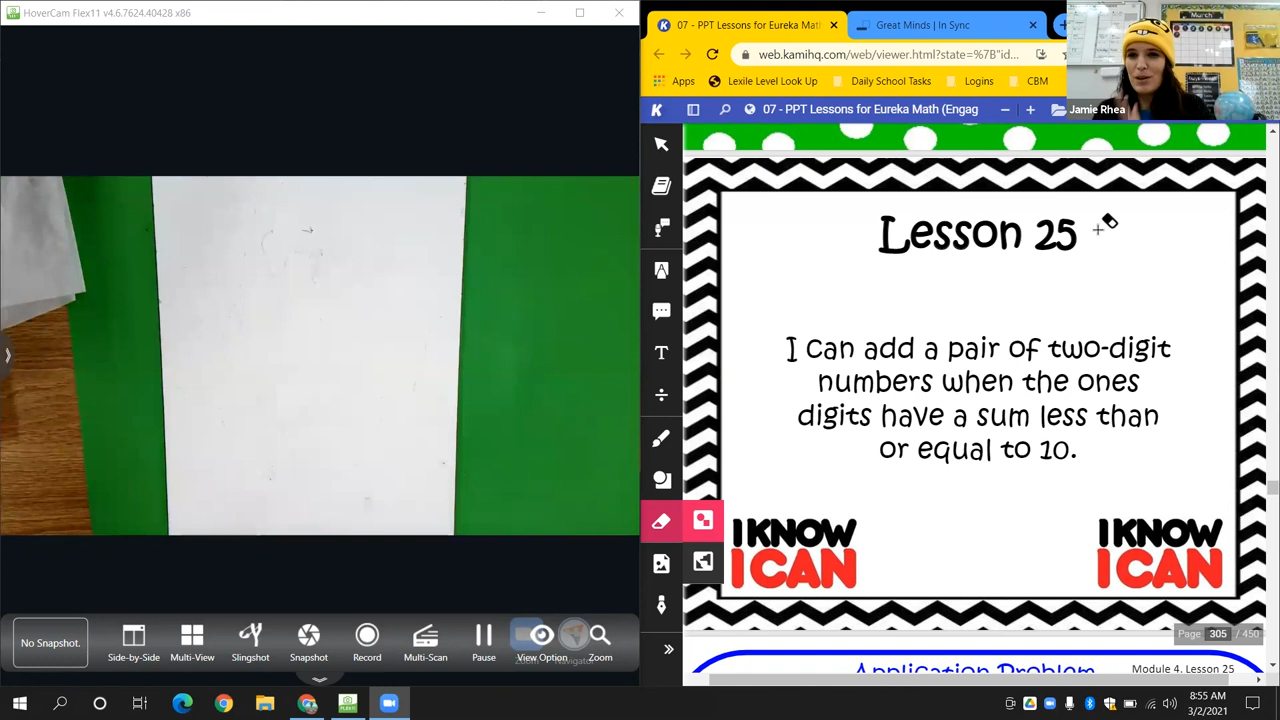 HoverCam Flex11 v4.6.7624.40428 x86
No Snapshot.
Side-by-Side
Multi-View
Slingshot
Snapshot
Record
Multi-Scan
Pause
View Option
Navigator
Zoom
07 - PPT Lessons for Eureka Math
Great Minds | In Sync
web.kamihq.com/web/viewer.html?state=%7B"id...
Apps
Lexile Level Look Up
Daily School Tasks
Logins
CBM
07 - PPT Lessons for Eureka Math (Engag
March
Jamie Rhea
Lesson 25
I can add a pair of two-digit
numbers when the ones
digits have a sum less than
or equal to 10.
I KNOW
I CAN
I KNOW
I CAN
Page 305 / 450
Application Problem
Module 4. Lesson 25
8:55 AM
3/2/2021